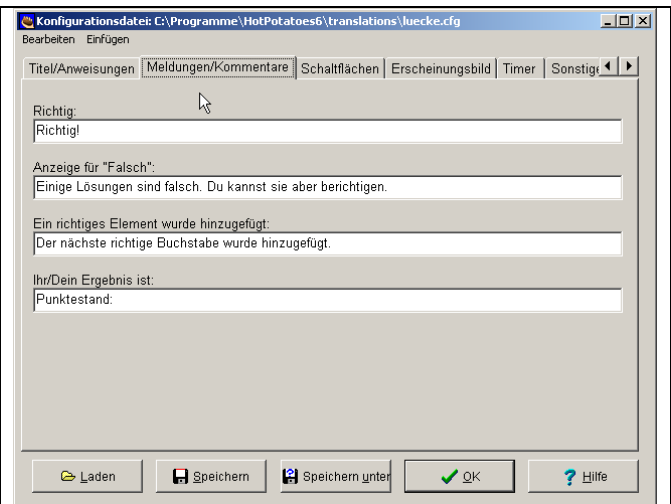 Konfigurationsdatei: C:\Programme\HotPotatoes6\translations\luecke.cfg
Bearbeiten Einfügen
Titel/Anweisungen Meldungen/Kommentare Schaltflächen Erscheinungsbild Timer Sonstige
Richtig:
Richtig!
Anzeige für "Falsch":
Einige Lösungen sind falsch. Du kannst sie aber berichtigen.
Ein richtiges Element wurde hinzugefügt:
Der nächste richtige Buchstabe wurde hinzugefügt.
Ihr/Dein Ergebnis ist:
Punktestand:
Laden Speichern Speichern unter OK Hilfe